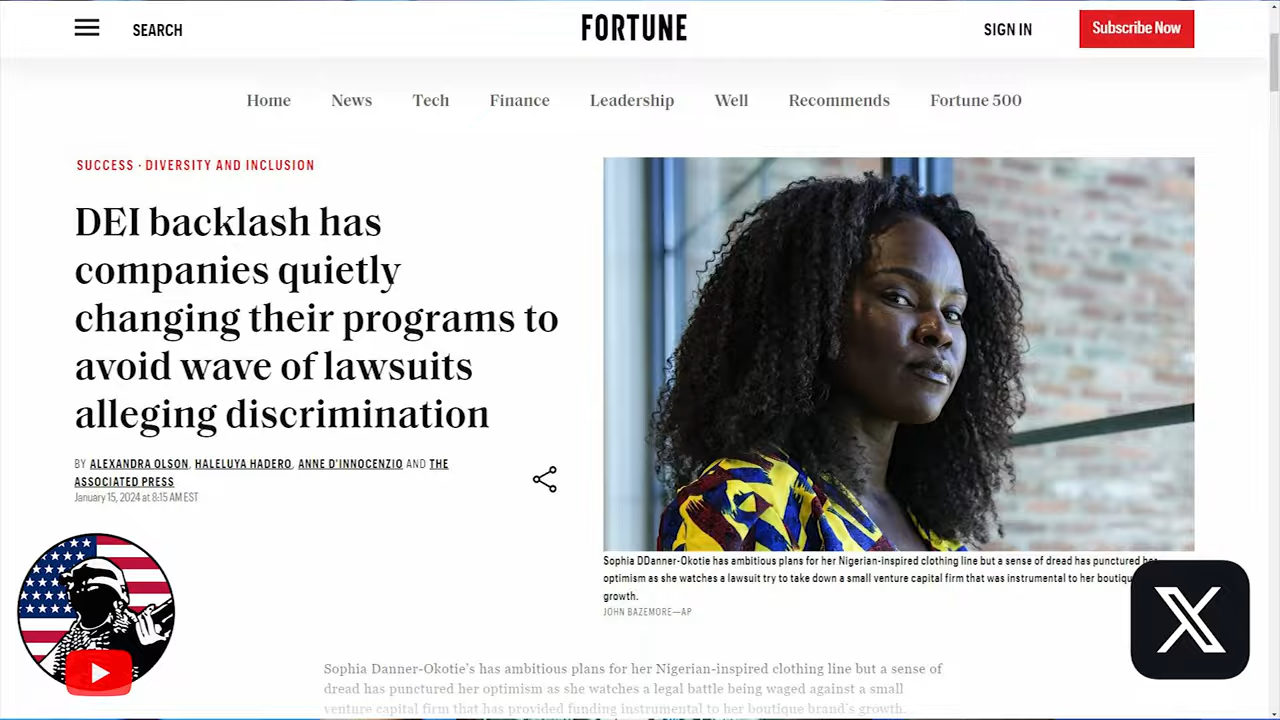 SEARCH
FORTUNE
SIGN IN
Subscribe Now
Home
News
Tech
Finance
Leadership
Well
Recommends
Fortune 500
SUCCESS · DIVERSITY AND INCLUSION
DEI backlash has
companies quietly
changing their programs to
avoid wave of lawsuits
alleging discrimination
BY ALEXANDRA OLSON, HALELUYA HADERO, ANNE D'INNOCENZIO AND THE
ASSOCIATED PRESS
January 15, 2024 at 8:15 AM EST
Sophia DDanner-Okotie has ambitious plans for her Nigerian-inspired clothing line but a sense of dread has punctured her
optimism as she watches a lawsuit try to take down a small venture capital firm that was instrumental to her
growth.
JOHN BAZEMORE—AP
Sophia Danner-Okotie's has ambitious plans for her Nigerian-inspired clothing line but a sense of
dread has punctured her optimism as she watches a legal battle being waged against a small
venture capital firm that has provided funding instrumental to her boutique brand's growth.